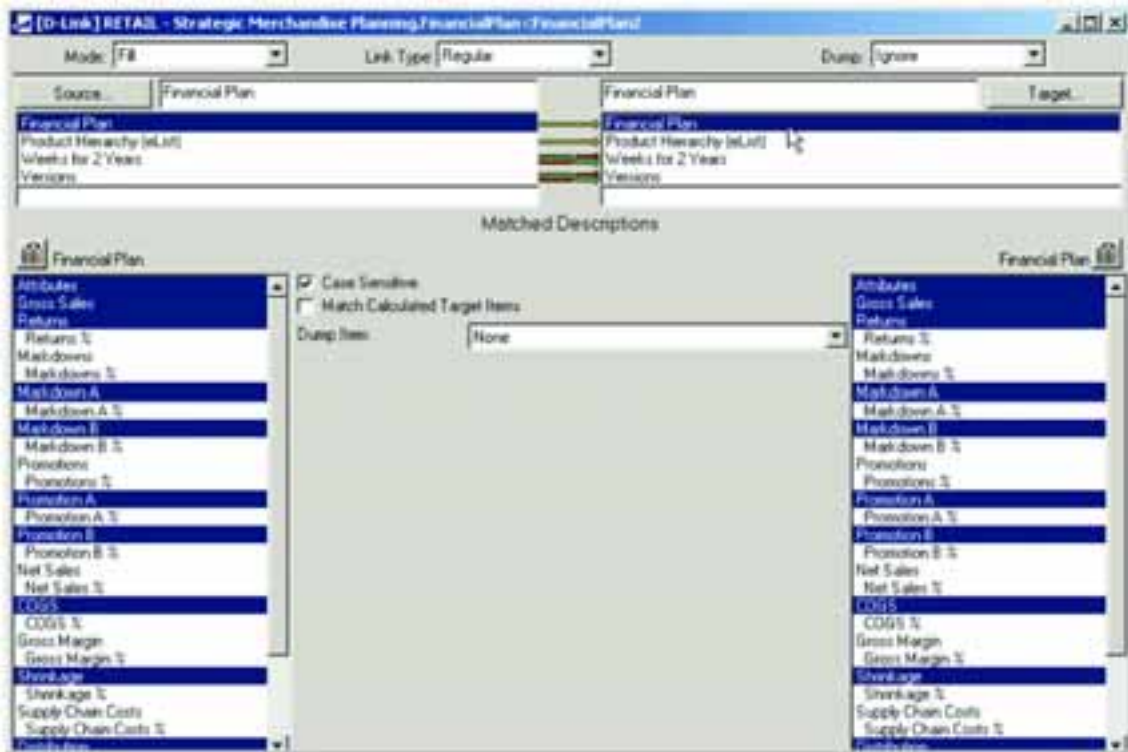 [D-Link] RETAIL - Strategic Merchandise Planning.FinancialPlan<FinancialPlan>
Mode: Fill Link Type: Regular Dump: Ignore
Source... Financial Plan Financial Plan Target...
Financial Plan Financial Plan
Product Hierarchy (eList) Product Hierarchy (eList)
Weeks for 2 Years Weeks for 2 Years
Versions Versions
Matched Descriptions
Financial Plan Financial Plan
Attributes Case Sensitive Attributes
Gross Sales Match Calculated Target Items Gross Sales
Returns Returns
Returns % Dump Item None Returns %
Markdowns Markdowns
Markdowns % Markdowns %
Markdown A Markdown A
Markdown A % Markdown A %
Markdown B Markdown B
Markdown B % Markdown B %
Promotions Promotions
Promotions % Promotions %
Promotion A Promotion A
Promotion A % Promotion A %
Promotion B Promotion B
Promotion B % Promotion B %
Net Sales Net Sales
Net Sales % Net Sales %
COGS COGS
COGS % COGS %
Gross Margin Gross Margin
Gross Margin % Gross Margin %
Shrinkage Shrinkage
Shrinkage % Shrinkage %
Supply Chain Costs Supply Chain Costs
Supply Chain Costs % Supply Chain Costs %
Distribution Distribution